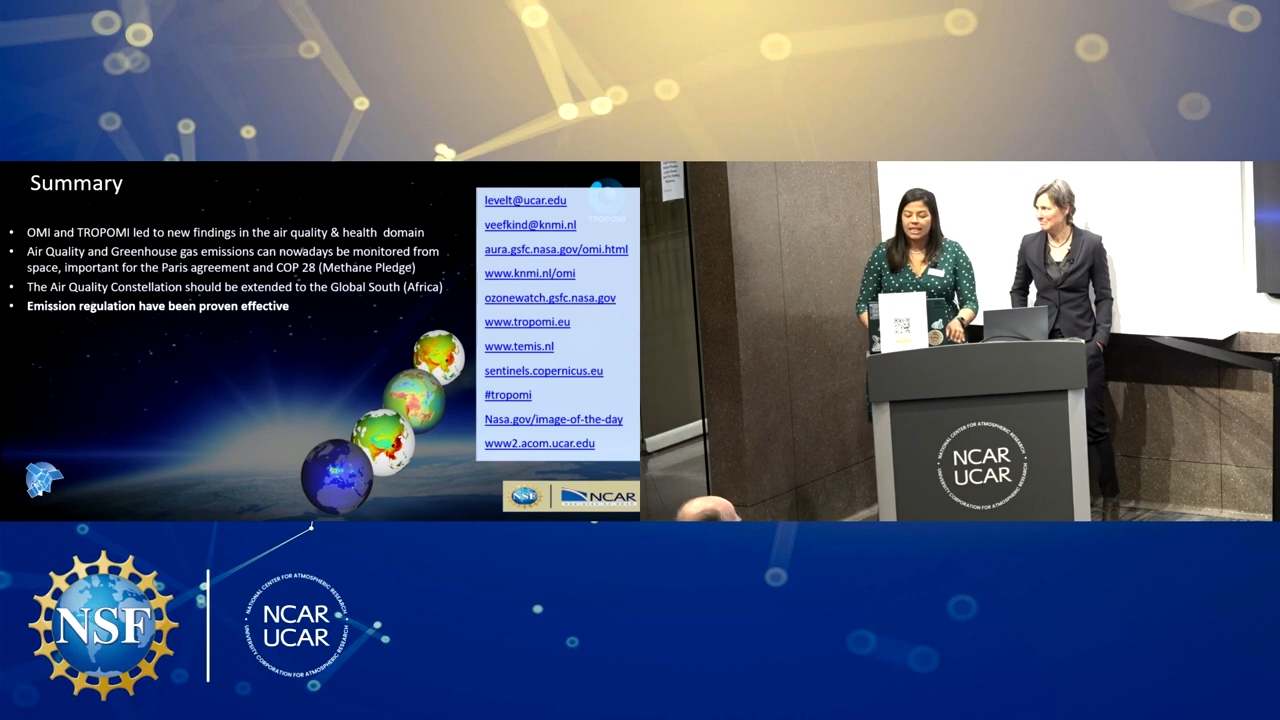 Summary
• OMI and TROPOMI led to new findings in the air quality & health domain
• Air Quality and Greenhouse gas emissions can nowadays be monitored from
space, important for the Paris agreement and COP 28 (Methane Pledge)
• The Air Quality Constellation should be extended to the Global South (Africa)
• Emission regulation have been proven effective
TROPOMI
levelt@ucar.edu
veefkind@knmi.nl
aura.gsfc.nasa.gov/omi.html
www.knmi.nl/omi
ozonewatch.gsfc.nasa.gov
www.tropomi.eu
www.temis.nl
sentinels.copernicus.eu
#tropomi
Nasa.gov/image-of-the-day
www2.acom.ucar.edu
NSF
NCAR
NATIONAL CENTER FOR ATMOSPHERIC RESEARCH
NCAR
UCAR
UNIVERSITY CORPORATION FOR ATMOSPHERIC RESEARCH
NSF
NATIONAL CENTER FOR ATMOSPHERIC RESEARCH
NCAR
UCAR
UNIVERSITY CORPORATION FOR ATMOSPHERIC RESEARCH